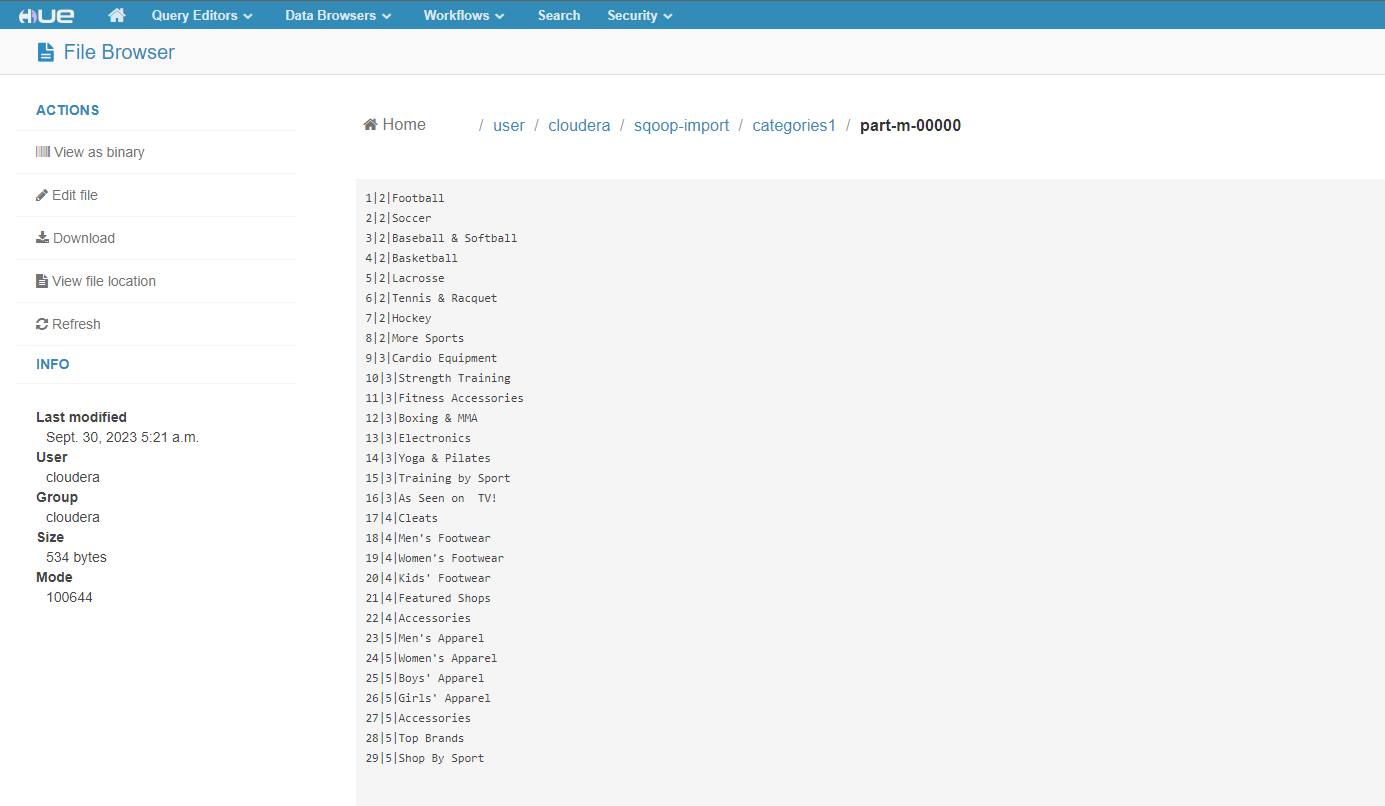 HUE Query Editors Data Browsers Workflows Search Security
File Browser
ACTIONS
View as binary
Edit file
Download
View file location
Refresh
INFO
Last modified
Sept. 30, 2023 5:21 a.m.
User
cloudera
Group
cloudera
Size
534 bytes
Mode
100644
Home / user / cloudera / sqoop-import / categories1 / part-m-00000
1|2|Football
2|2|Soccer
3|2|Baseball & Softball
4|2|Basketball
5|2|Lacrosse
6|2|Tennis & Racquet
7|2|Hockey
8|2|More Sports
9|3|Cardio Equipment
10|3|Strength Training
11|3|Fitness Accessories
12|3|Boxing & MMA
13|3|Electronics
14|3|Yoga & Pilates
15|3|Training by Sport
16|3|As Seen on  TV!
17|4|Cleats
18|4|Men's Footwear
19|4|Women's Footwear
20|4|Kids' Footwear
21|4|Featured Shops
22|4|Accessories
23|5|Men's Apparel
24|5|Women's Apparel
25|5|Boys' Apparel
26|5|Girls' Apparel
27|5|Accessories
28|5|Top Brands
29|5|Shop By Sport